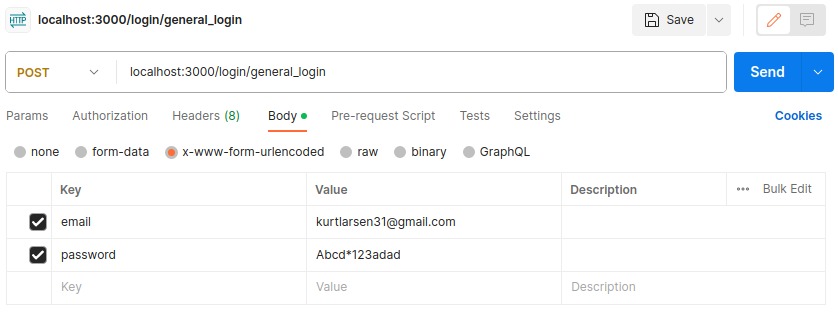 HTTP localhost:3000/login/general_login Save
POST localhost:3000/login/general_login Send
Params Authorization Headers (8) Body Pre-request Script Tests Settings Cookies
none form-data x-www-form-urlencoded raw binary GraphQL
Key Value Description ••• Bulk Edit
email kurtlarsen31@gmail.com
password Abcd*123adad
Key Value Description